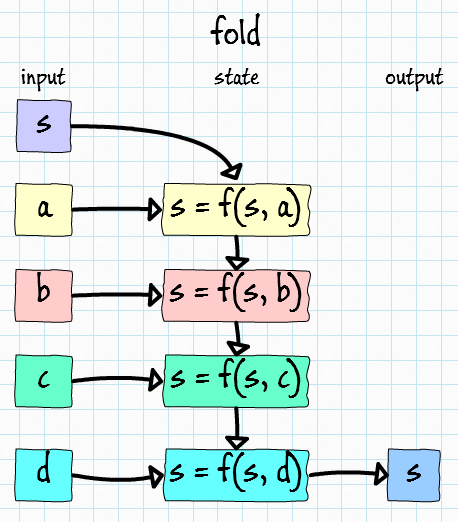 fold
input state output
s
a s = f(s, a)
b s = f(s, b)
c s = f(s, c)
d s = f(s, d) s